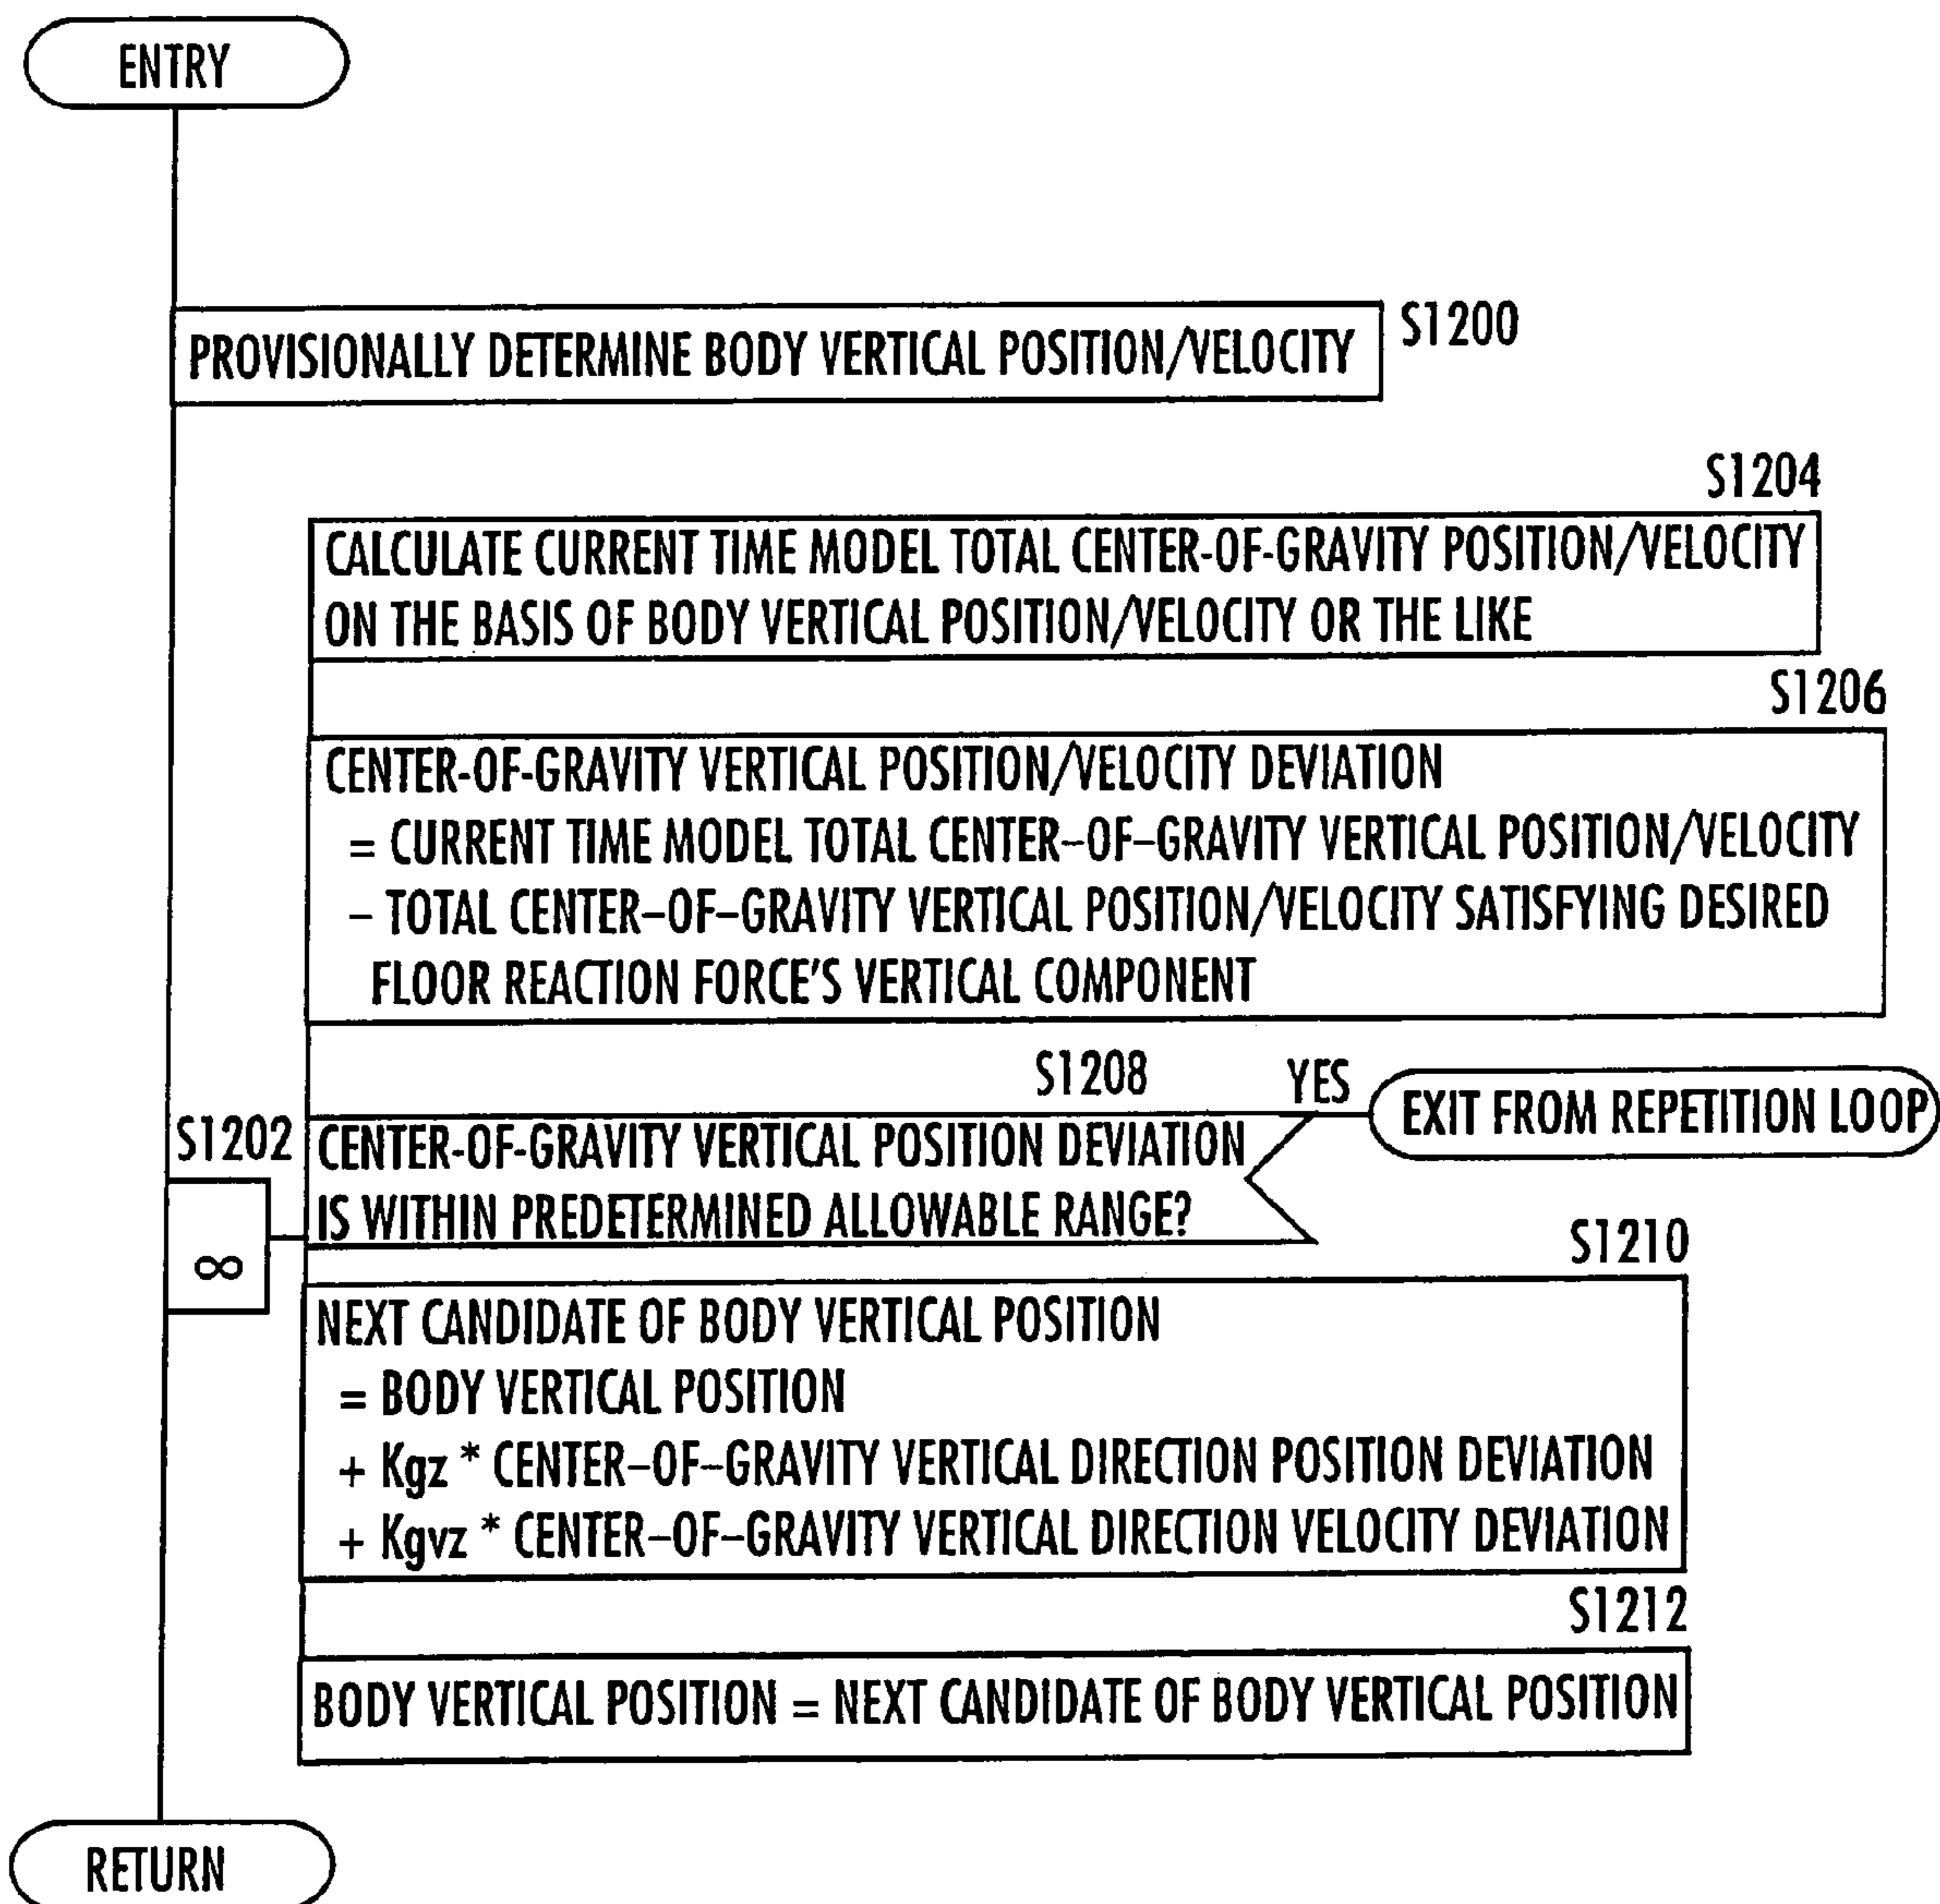 ENTRY
PROVISIONALLY DETERMINE BODY VERTICAL POSITION/VELOCITY
S1200
S1204
CALCULATE CURRENT TIME MODEL TOTAL CENTER-OF-GRAVITY POSITION/VELOCITY
ON THE BASIS OF BODY VERTICAL POSITION/VELOCITY OR THE LIKE
S1206
CENTER-OF-GRAVITY VERTICAL POSITION/VELOCITY DEVIATION
= CURRENT TIME MODEL TOTAL CENTER-OF-GRAVITY VERTICAL POSITION/VELOCITY
- TOTAL CENTER-OF-GRAVITY VERTICAL POSITION/VELOCITY SATISFYING DESIRED
FLOOR REACTION FORCE'S VERTICAL COMPONENT
S1208
YES
EXIT FROM REPETITION LOOP
S1202
∞
CENTER-OF-GRAVITY VERTICAL POSITION DEVIATION
IS WITHIN PREDETERMINED ALLOWABLE RANGE?
S1210
NEXT CANDIDATE OF BODY VERTICAL POSITION
= BODY VERTICAL POSITION
+ Kgz * CENTER-OF-GRAVITY VERTICAL DIRECTION POSITION DEVIATION
+ Kgvz * CENTER-OF-GRAVITY VERTICAL DIRECTION VELOCITY DEVIATION
S1212
BODY VERTICAL POSITION = NEXT CANDIDATE OF BODY VERTICAL POSITION
RETURN